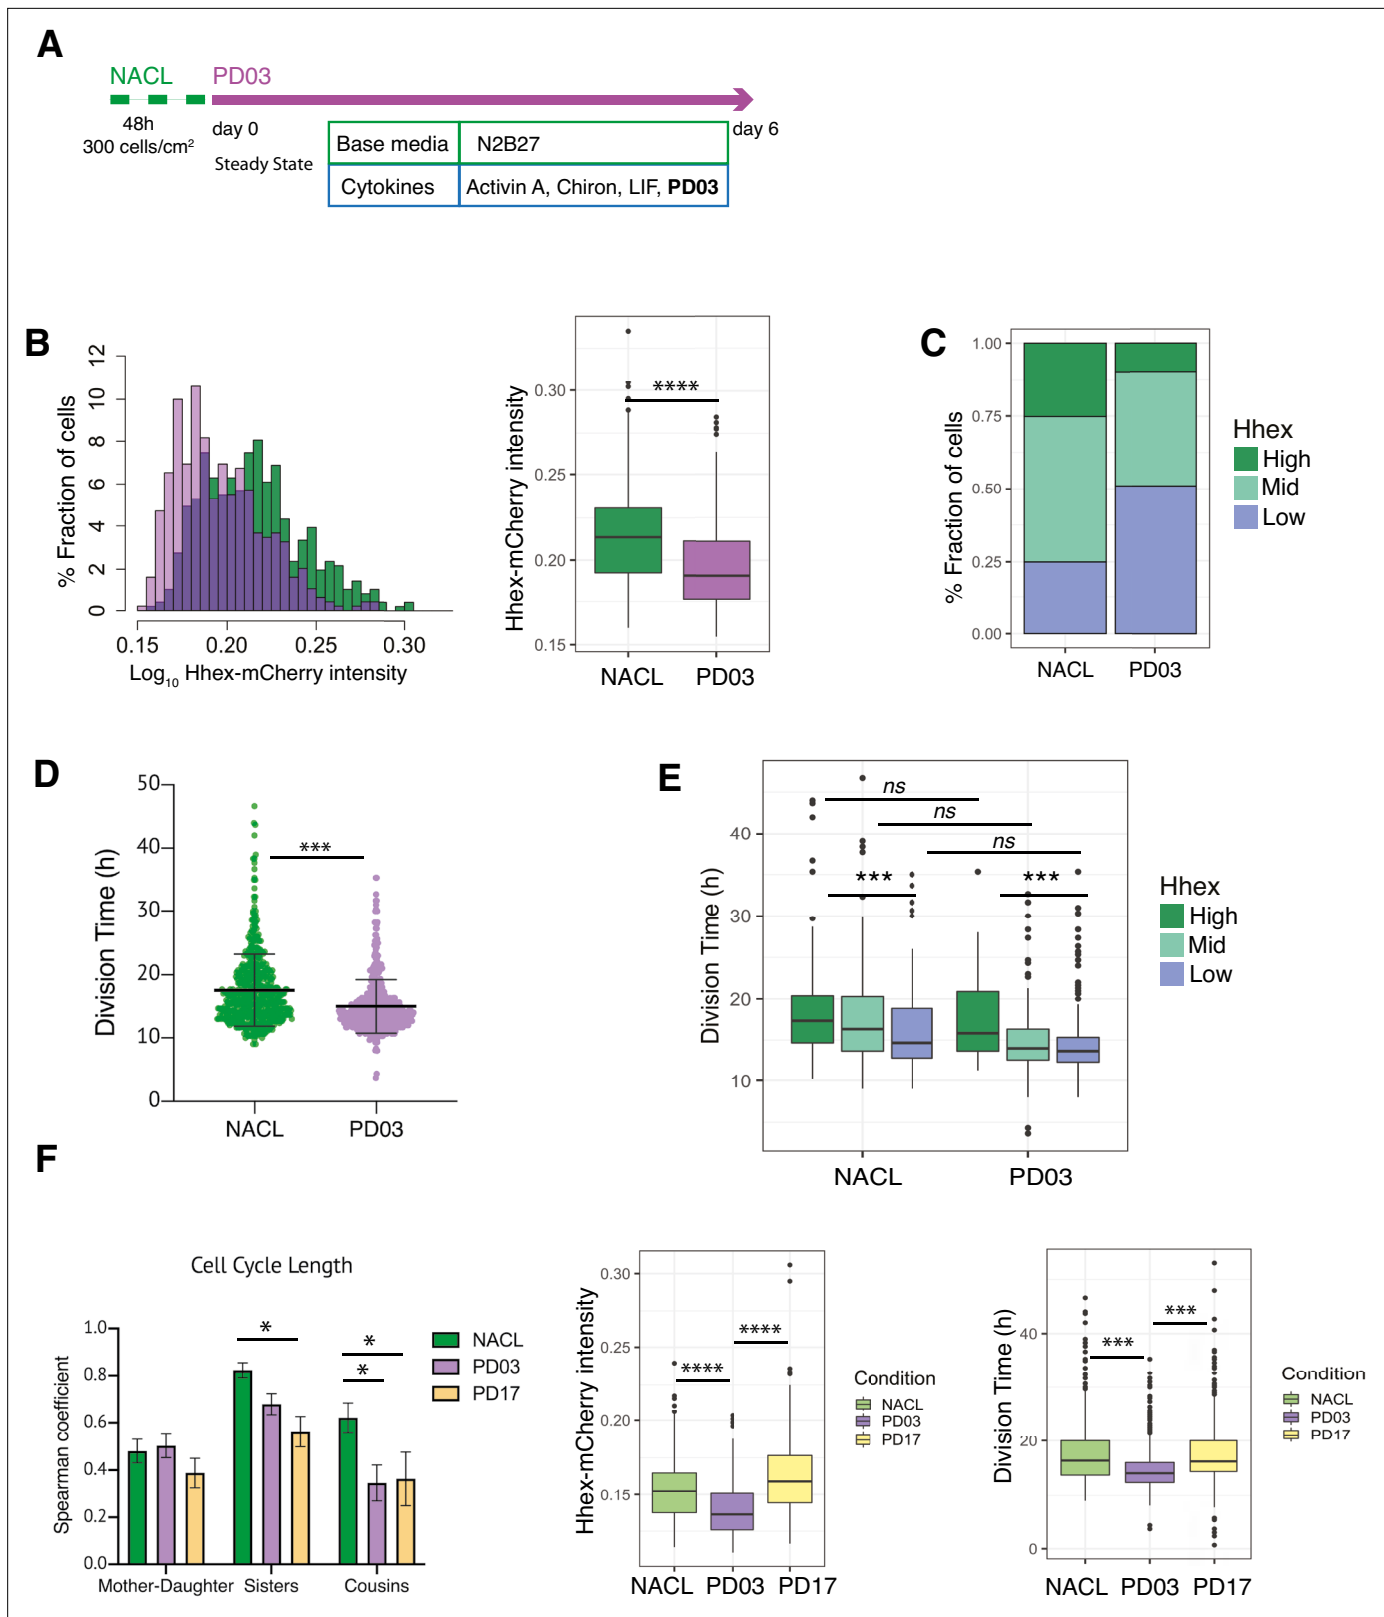 A
NACL PD03
48h
300 cells/cm²
day 0
day 6
Steady State
Base media N2B27
Cytokines Activin A, Chiron, LIF, PD03
B
% Fraction of cells
12
10
8
6
4
2
0
0.15 0.20 0.25 0.30
Log₁₀ Hhex-mCherry intensity
Hhex-mCherry intensity
0.30
0.25
0.20
0.15
****
NACL PD03
C
% Fraction of cells
1.00
0.75
0.50
0.25
0.00
NACL PD03
Hhex
High
Mid
Low
D
Division Time (h)
50
40
30
20
10
0
***
NACL PD03
E
Division Time (h)
40
30
20
10
ns
ns
ns
*** ***
NACL PD03
Hhex
High
Mid
Low
F
Cell Cycle Length
Spearman coefficient
1.0
0.8
0.6
0.4
0.2
0.0
*
*
*
Mother-Daughter Sisters Cousins
NACL
PD03
PD17
Hhex-mCherry intensity
0.30
0.25
0.20
0.15
****
****
NACL PD03 PD17
Condition
NACL
PD03
PD17
Division Time (h)
40
20
0
***
***
NACL PD03 PD17
Condition
NACL
PD03
PD17